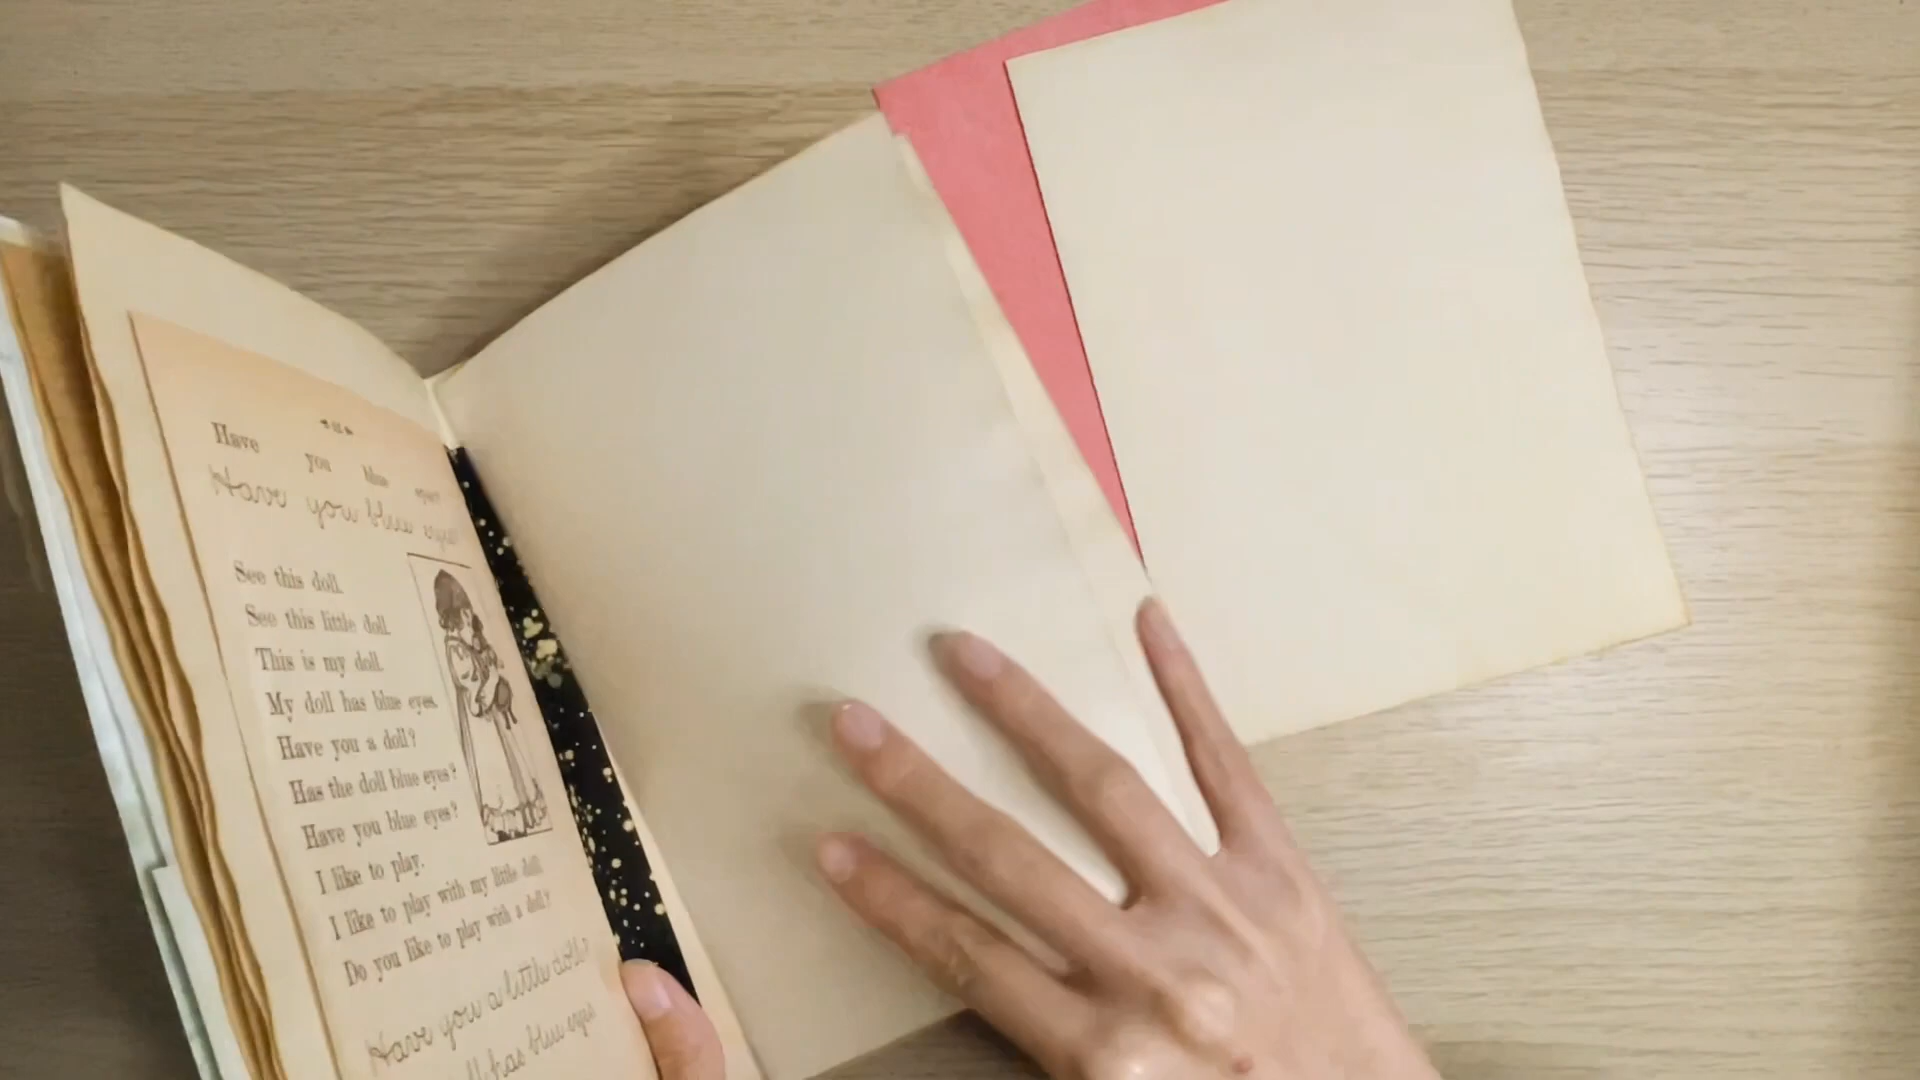 Have you blue eyes?
Have you blue eyes
See this doll.
See this little doll.
This is my doll.
My doll has blue eyes.
Have you a doll?
Has the doll blue eyes?
Have you blue eyes?
I like to play.
I like to play with my little doll.
Do you like to play with a doll?
Have you a little doll?
has blue eyes